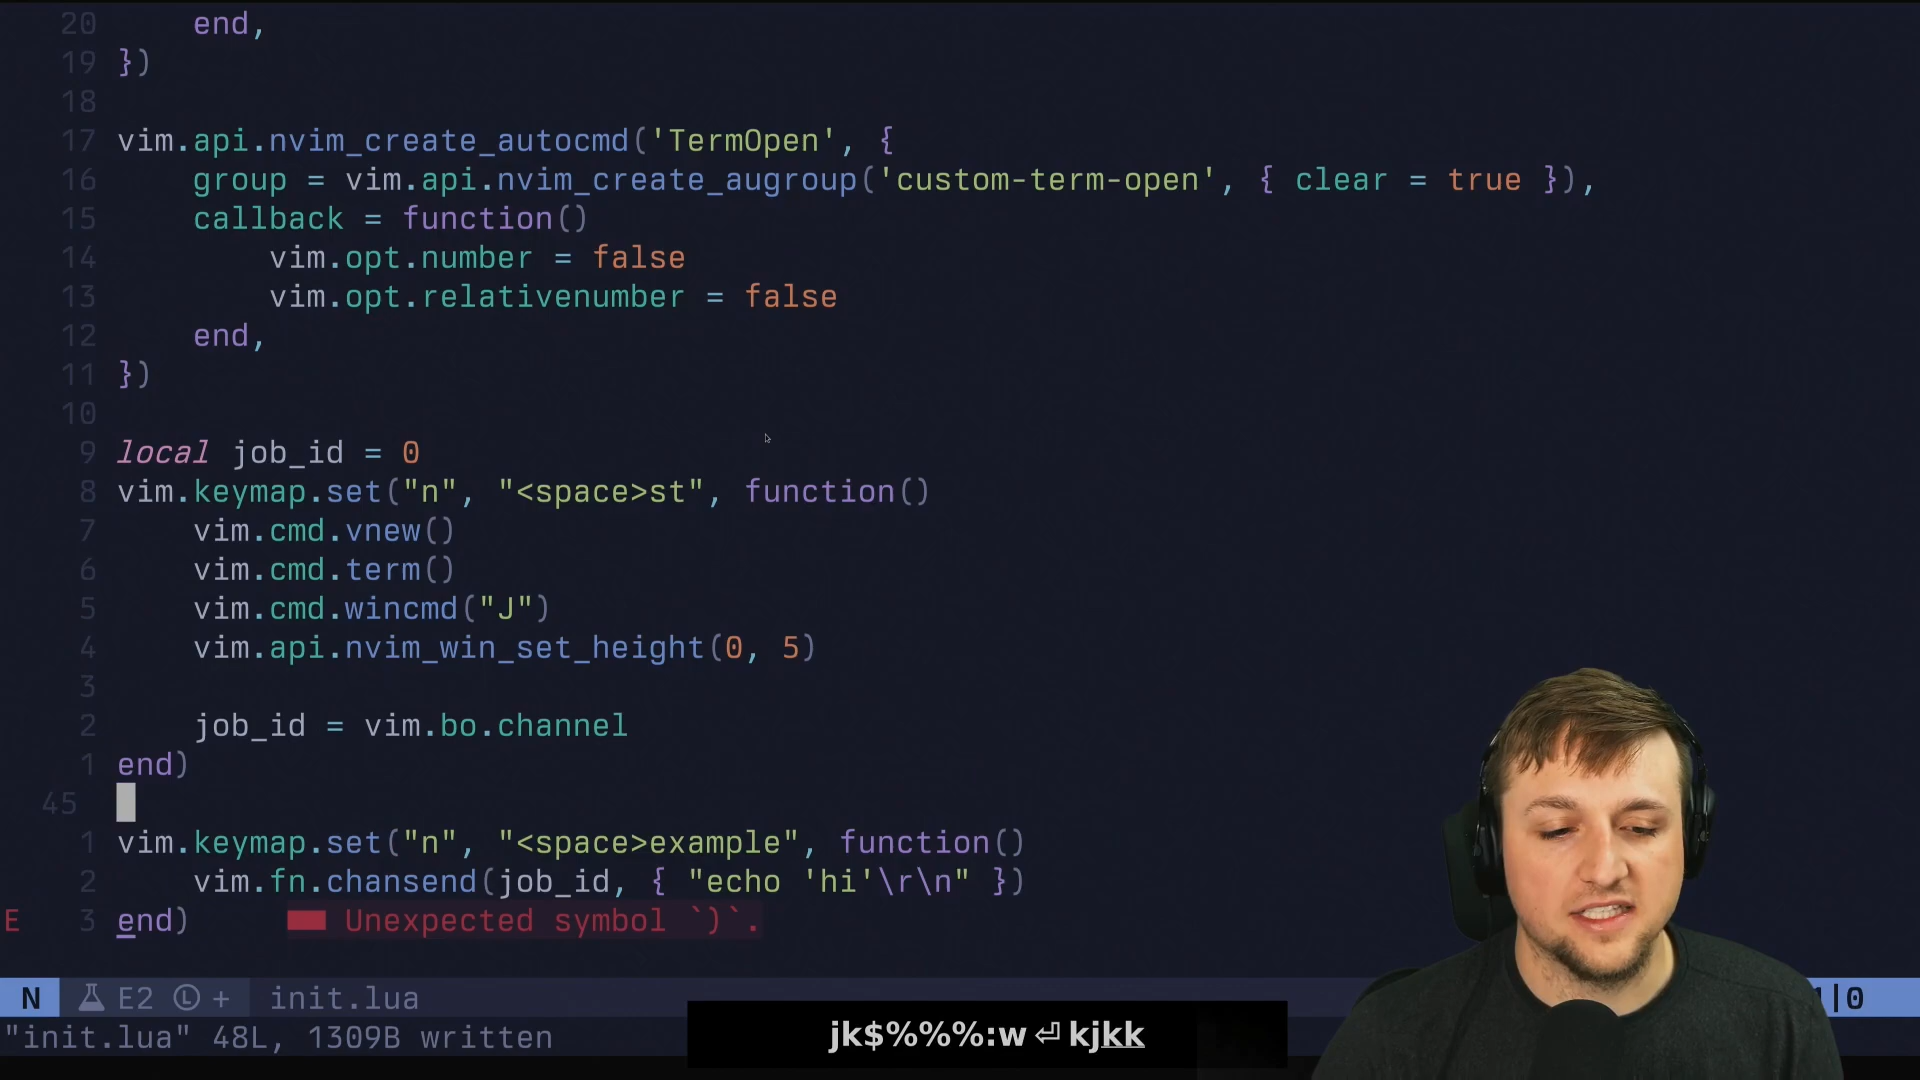 20 end,
19 })
18
17 vim.api.nvim_create_autocmd('TermOpen', {
16 group = vim.api.nvim_create_augroup('custom-term-open', { clear = true }),
15 callback = function()
14 vim.opt.number = false
13 vim.opt.relativenumber = false
12 end,
11 })
10
9 local job_id = 0
8 vim.keymap.set("n", "<space>st", function()
7 vim.cmd.vnew()
6 vim.cmd.term()
5 vim.cmd.wincmd("J")
4 vim.api.nvim_win_set_height(0, 5)
3
2 job_id = vim.bo.channel
1 end)
45
1 vim.keymap.set("n", "<space>example", function()
2 vim.fn.chansend(job_id, { "echo 'hi'\r\n" })
E 3 end) Unexpected symbol `)`.
N E2 Ⓛ + init.lua |0
"init.lua" 48L, 1309B written
jk$%%%:w⏎kjkk